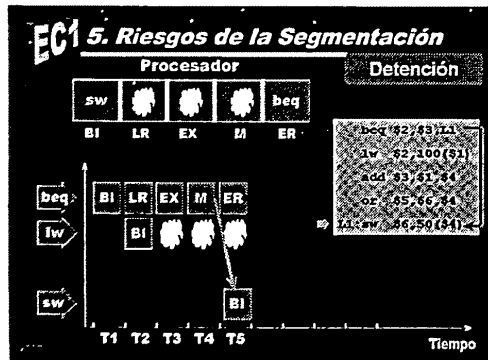 EC1 5. Riesgos de la Segmentación
Procesador
Detención
sw beq
BI LR EX M ER
beq $2,$3,L1
lw $2,100($1)
add $3,$1,$4
or $5,$6,$4
L1 sw $6,50($4)
beq BI LR EX M ER
lw BI
sw BI
T1 T2 T3 T4 T5 Tiempo